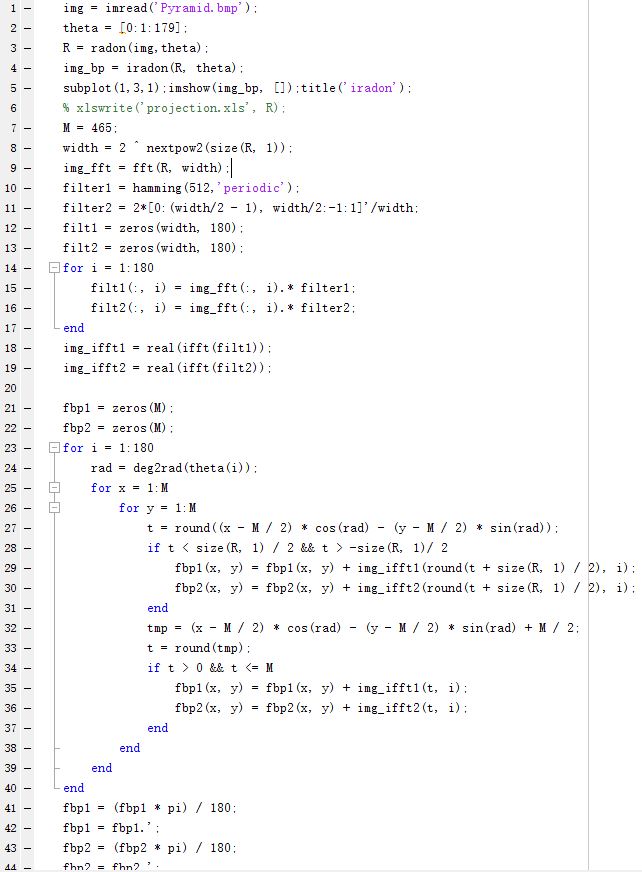 1 – img = imread('Pyramid.bmp');
2 – theta = [0:1:179];
3 – R = radon(img, theta);
4 – img_bp = iradon(R, theta);
5 – subplot(1,3,1);imshow(img_bp, []);title('iradon');
6 % xlswrite('projection.xls', R);
7 – M = 465;
8 – width = 2 ^ nextpow2(size(R, 1));
9 – img_fft = fft(R, width);
10 – filter1 = hamming(512,'periodic');
11 – filter2 = 2*[0:(width/2 - 1), width/2:-1:1]'/width;
12 – filt1 = zeros(width, 180);
13 – filt2 = zeros(width, 180);
14 – for i = 1:180
15 – filt1(:, i) = img_fft(:, i).* filter1;
16 – filt2(:, i) = img_fft(:, i).* filter2;
17 – end
18 – img_ifft1 = real(ifft(filt1));
19 – img_ifft2 = real(ifft(filt2));
20
21 – fbp1 = zeros(M);
22 – fbp2 = zeros(M);
23 – for i = 1:180
24 – rad = deg2rad(theta(i));
25 – for x = 1:M
26 – for y = 1:M
27 – t = round((x - M / 2) * cos(rad) - (y - M / 2) * sin(rad));
28 – if t < size(R, 1) / 2 && t > -size(R, 1)/ 2
29 – fbp1(x, y) = fbp1(x, y) + img_ifft1(round(t + size(R, 1) / 2), i);
30 – fbp2(x, y) = fbp2(x, y) + img_ifft2(round(t + size(R, 1) / 2), i);
31 – end
32 – tmp = (x - M / 2) * cos(rad) - (y - M / 2) * sin(rad) + M / 2;
33 – t = round(tmp);
34 – if t > 0 && t <= M
35 – fbp1(x, y) = fbp1(x, y) + img_ifft1(t, i);
36 – fbp2(x, y) = fbp2(x, y) + img_ifft2(t, i);
37 – end
38 – end
39 – end
40 – end
41 – fbp1 = (fbp1 * pi) / 180;
42 – fbp1 = fbp1.';
43 – fbp2 = (fbp2 * pi) / 180;
44 – fbp2 = fbp2.';